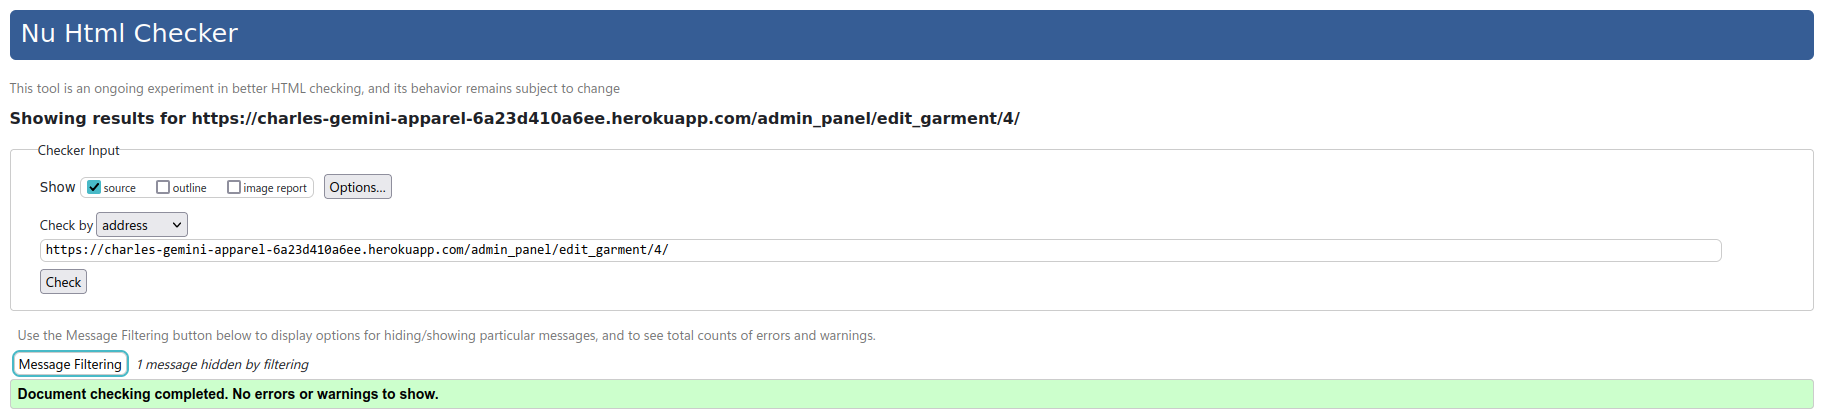 Nu Html Checker
This tool is an ongoing experiment in better HTML checking, and its behavior remains subject to change
Showing results for https://charles-gemini-apparel-6a23d410a6ee.herokuapp.com/admin_panel/edit_garment/4/
Checker Input
Show source outline image report Options...
Check by address
https://charles-gemini-apparel-6a23d410a6ee.herokuapp.com/admin_panel/edit_garment/4/
Check
Use the Message Filtering button below to display options for hiding/showing particular messages, and to see total counts of errors and warnings.
Message Filtering 1 message hidden by filtering
Document checking completed. No errors or warnings to show.